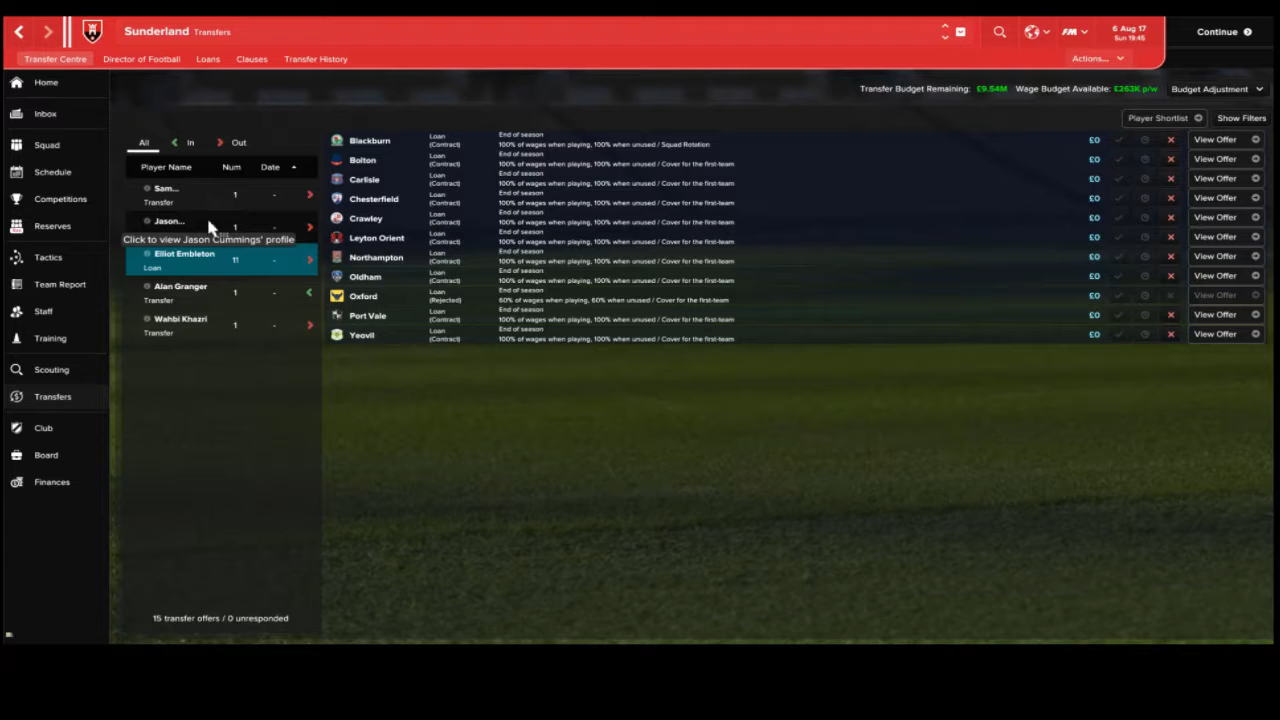 Sunderland Transfers
FM
6 Aug 17
Sun 19:45
Continue
Transfer Centre Director of Football Loans Clauses Transfer History
Actions...
Home
Inbox
Squad
Schedule
Competitions
Reserves
Tactics
Team Report
Staff
Training
Scouting
Transfers
Club
Board
Finances
Transfer Budget Remaining: £9.54M Wage Budget Available: £263K p/w Budget Adjustment
Player Shortlist Show Filters
All In Out
Player Name Num Date
Sam...
Transfer
1 -
Jason...
1 -
Click to view Jason Cummings' profile
Elliot Embleton
Loan
11 -
Alan Granger
Transfer
1 -
Wahbi Khazri
Transfer
1 -
15 transfer offers / 0 unresponded
Blackburn Loan (Contract) End of season £0 View Offer
100% of wages when playing, 100% when unused / Squad Rotation
Bolton Loan (Contract) End of season £0 View Offer
100% of wages when playing, 100% when unused / Cover for the first-team
Carlisle Loan (Contract) End of season £0 View Offer
100% of wages when playing, 100% when unused / Cover for the first-team
Chesterfield Loan (Contract) End of season £0 View Offer
100% of wages when playing, 100% when unused / Cover for the first-team
Crawley Loan (Contract) End of season £0 View Offer
100% of wages when playing, 100% when unused / Cover for the first-team
Leyton Orient Loan (Contract) End of season £0 View Offer
100% of wages when playing, 100% when unused / Cover for the first-team
Northampton Loan (Contract) End of season £0 View Offer
100% of wages when playing, 100% when unused / Cover for the first-team
Oldham Loan (Contract) End of season £0 View Offer
100% of wages when playing, 100% when unused / Cover for the first-team
Oxford Loan (Rejected) End of season £0 View Offer
60% of wages when playing, 60% when unused / Cover for the first-team
Port Vale Loan (Contract) End of season £0 View Offer
100% of wages when playing, 100% when unused / Cover for the first-team
Yeovil Loan (Contract) End of season £0 View Offer
100% of wages when playing, 100% when unused / Cover for the first-team